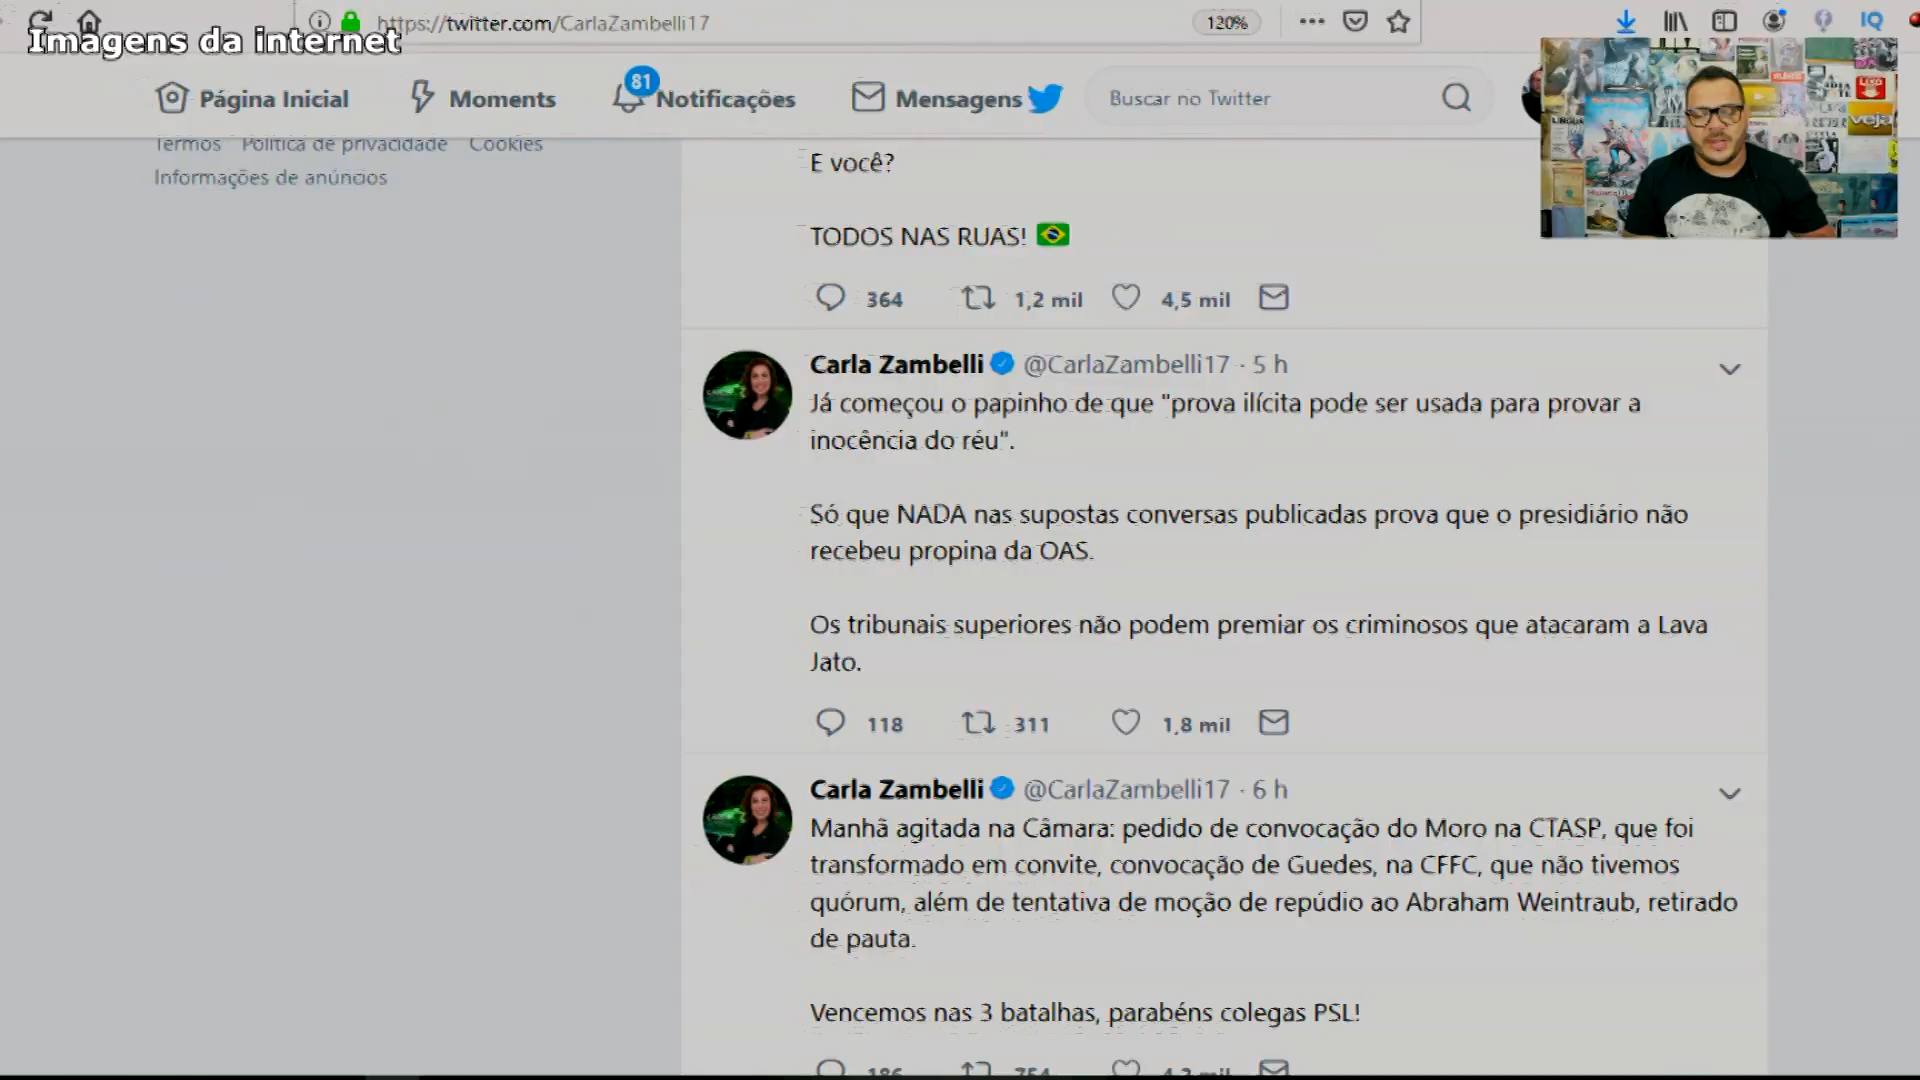 https://twitter.com/CarlaZambelli17
120%
IQ
Imagens da internet
Página Inicial
Moments
81
Notificações
Mensagens
Buscar no Twitter
veja
Termos Política de privacidade Cookies
Informações de anúncios
E você?
TODOS NAS RUAS!
364 1,2 mil 4,5 mil
Carla Zambelli @CarlaZambelli17 · 5 h
Já começou o papinho de que "prova ilícita pode ser usada para provar a
inocência do réu".
Só que NADA nas supostas conversas publicadas prova que o presidiário não
recebeu propina da OAS.
Os tribunais superiores não podem premiar os criminosos que atacaram a Lava
Jato.
118 311 1,8 mil
Carla Zambelli @CarlaZambelli17 · 6 h
Manhã agitada na Câmara: pedido de convocação do Moro na CTASP, que foi
transformado em convite, convocação de Guedes, na CFFC, que não tivemos
quórum, além de tentativa de moção de repúdio ao Abraham Weintraub, retirado
de pauta.
Vencemos nas 3 batalhas, parabéns colegas PSL!
186 754 4,3 mil